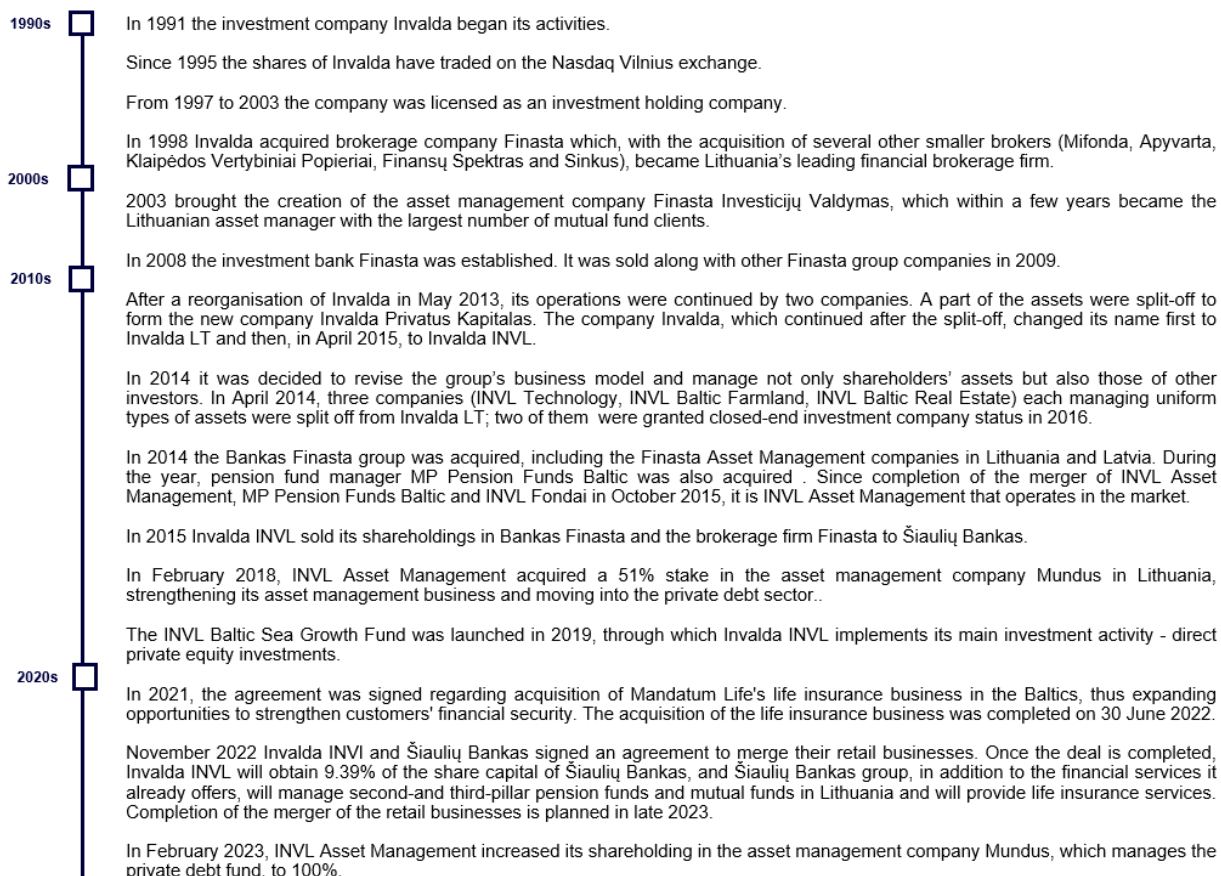 1990s
In 1991 the investment company Invalda began its activities.
Since 1995 the shares of Invalda have traded on the Nasdaq Vilnius exchange.
From 1997 to 2003 the company was licensed as an investment holding company.
In 1998 Invalda acquired brokerage company Finasta which, with the acquisition of several other smaller brokers (Mifonda, Apyvarta,
Klaipėdos Vertybiniai Popieriai, Finansų Spektras and Sinkus), became Lithuania’s leading financial brokerage firm.
2000s
2003 brought the creation of the asset management company Finasta Investicijų Valdymas, which within a few years became the
Lithuanian asset manager with the largest number of mutual fund clients.
In 2008 the investment bank Finasta was established. It was sold along with other Finasta group companies in 2009.
2010s
After a reorganisation of Invalda in May 2013, its operations were continued by two companies. A part of the assets were split-off to
form the new company Invalda Privatus Kapitalas. The company Invalda, which continued after the split-off, changed its name first to
Invalda LT and then, in April 2015, to Invalda INVL.
In 2014 it was decided to revise the group’s business model and manage not only shareholders’ assets but also those of other
investors. In April 2014, three companies (INVL Technology, INVL Baltic Farmland, INVL Baltic Real Estate) each managing uniform
types of assets were split off from Invalda LT; two of them were granted closed-end investment company status in 2016.
In 2014 the Bankas Finasta group was acquired, including the Finasta Asset Management companies in Lithuania and Latvia. During
the year, pension fund manager MP Pension Funds Baltic was also acquired . Since completion of the merger of INVL Asset
Management, MP Pension Funds Baltic and INVL Fondai in October 2015, it is INVL Asset Management that operates in the market.
In 2015 Invalda INVL sold its shareholdings in Bankas Finasta and the brokerage firm Finasta to Šiaulių Bankas.
In February 2018, INVL Asset Management acquired a 51% stake in the asset management company Mundus in Lithuania,
strengthening its asset management business and moving into the private debt sector..
The INVL Baltic Sea Growth Fund was launched in 2019, through which Invalda INVL implements its main investment activity - direct
private equity investments.
2020s
In 2021, the agreement was signed regarding acquisition of Mandatum Life's life insurance business in the Baltics, thus expanding
opportunities to strengthen customers' financial security. The acquisition of the life insurance business was completed on 30 June 2022.
November 2022 Invalda INVl and Šiaulių Bankas signed an agreement to merge their retail businesses. Once the deal is completed,
Invalda INVL will obtain 9.39% of the share capital of Šiaulių Bankas, and Šiaulių Bankas group, in addition to the financial services it
already offers, will manage second-and third-pillar pension funds and mutual funds in Lithuania and will provide life insurance services.
Completion of the merger of the retail businesses is planned in late 2023.
In February 2023, INVL Asset Management increased its shareholding in the asset management company Mundus, which manages the
private debt fund, to 100%.